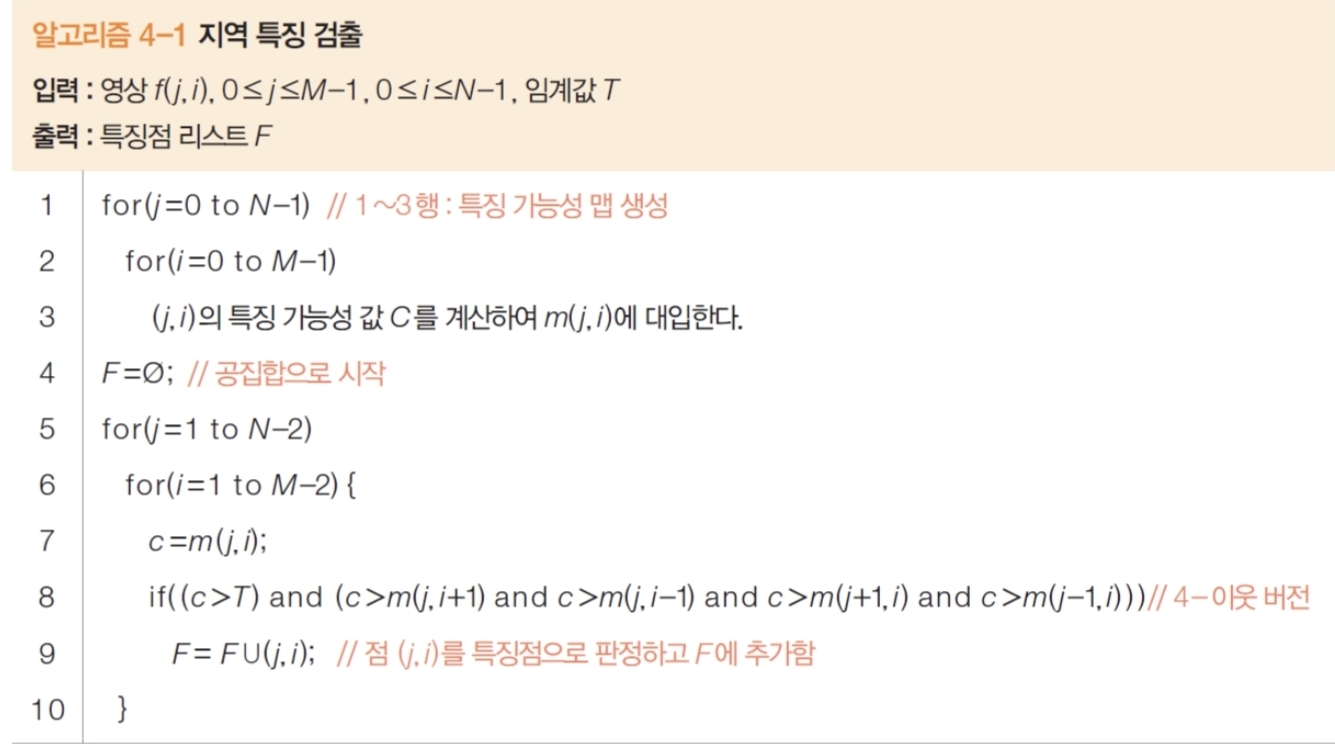 알고리즘 4-1 지역 특징 검출
입력 : 영상 f(j, i), 0≤j≤M-1, 0≤i≤N-1, 임계값 T
출력 : 특징점 리스트 F
1 for(j=0 to N-1) // 1~3행 : 특징 가능성 맵 생성
2 for(i=0 to M-1)
3 (j, i)의 특징 가능성 값 C를 계산하여 m(j, i)에 대입한다.
4 F=Ø; // 공집합으로 시작
5 for(j=1 to N-2)
6 for(i=1 to M-2) {
7 c=m(j, i);
8 if((c>T) and (c>m(j, i+1) and c>m(j, i-1) and c>m(j+1, i) and c>m(j-1, i))) // 4-이웃 버전
9 F= F∪(j, i); // 점 (j, i)를 특징점으로 판정하고 F에 추가함
10 }